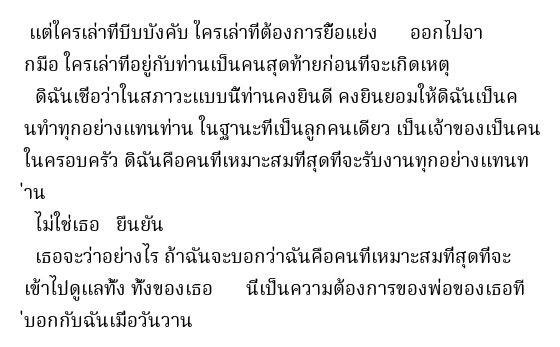 แต่ใครเล่าที่บีบบังคับ ใครเล่าที่ต้องการยื้อแย่ง      ออกไปจา
กมือ ใครเล่าที่อยู่กับท่านเป็นคนสุดท้ายก่อนที่จะเกิดเหตุ
ดิฉันเชื่อว่าในสภาวะแบบนี้ท่านคงยินดี คงยินยอมให้ดิฉันเป็นค
นทำทุกอย่างแทนท่าน ในฐานะที่เป็นลูกคนเดียว เป็นเจ้าของเป็นคน
ในครอบครัว ดิฉันคือคนที่เหมาะสมที่สุดที่จะรับงานทุกอย่างแทนท
่าน
ไม่ใช่เธอ   ยืนยัน
เธอจะว่าอย่างไร ถ้าฉันจะบอกว่าฉันคือคนที่เหมาะสมที่สุดที่จะ
เข้าไปดูแลทั้ง ทั้งของเธอ      นี่เป็นความต้องการของพ่อของเธอที
่บอกกับฉันเมื่อวันวาน